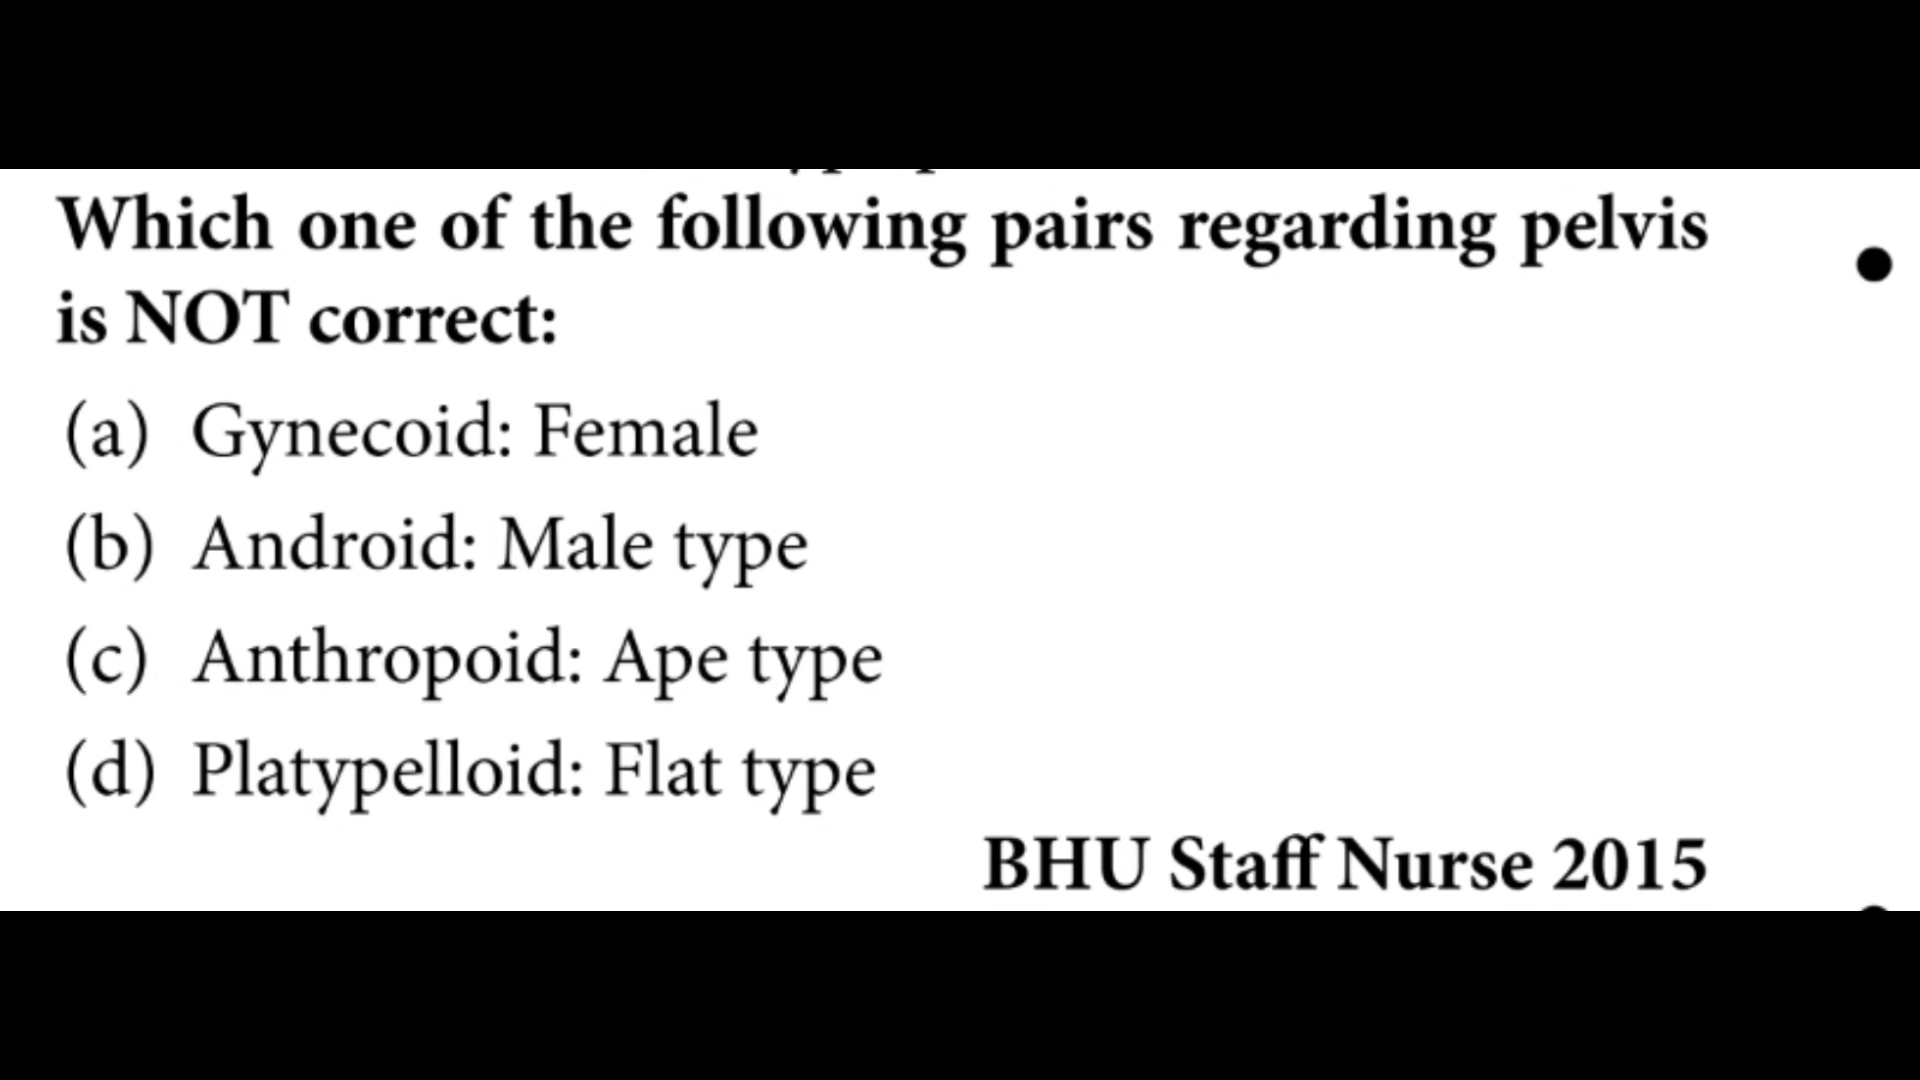 Which one of the following pairs regarding pelvis
is NOT correct:
(a) Gynecoid: Female
(b) Android: Male type
(c) Anthropoid: Ape type
(d) Platypelloid: Flat type
BHU Staff Nurse 2015